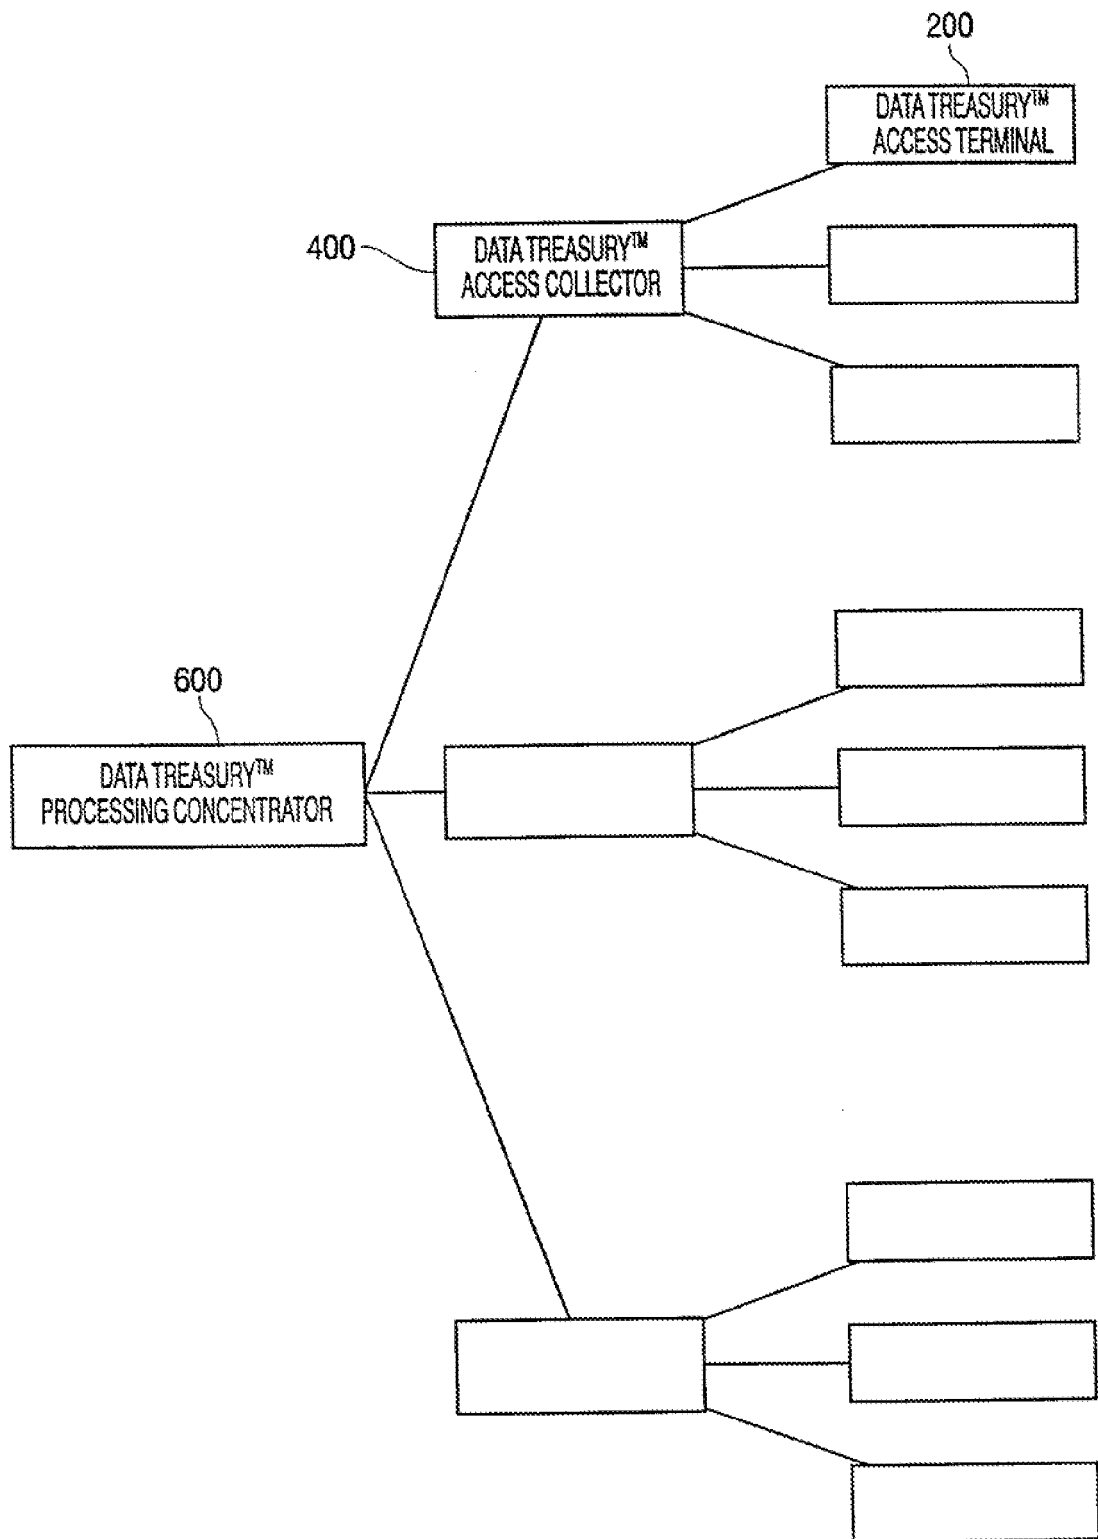 200
DATA TREASURY™
ACCESS TERMINAL
400
DATA TREASURY™
ACCESS COLLECTOR
600
DATA TREASURY™
PROCESSING CONCENTRATOR